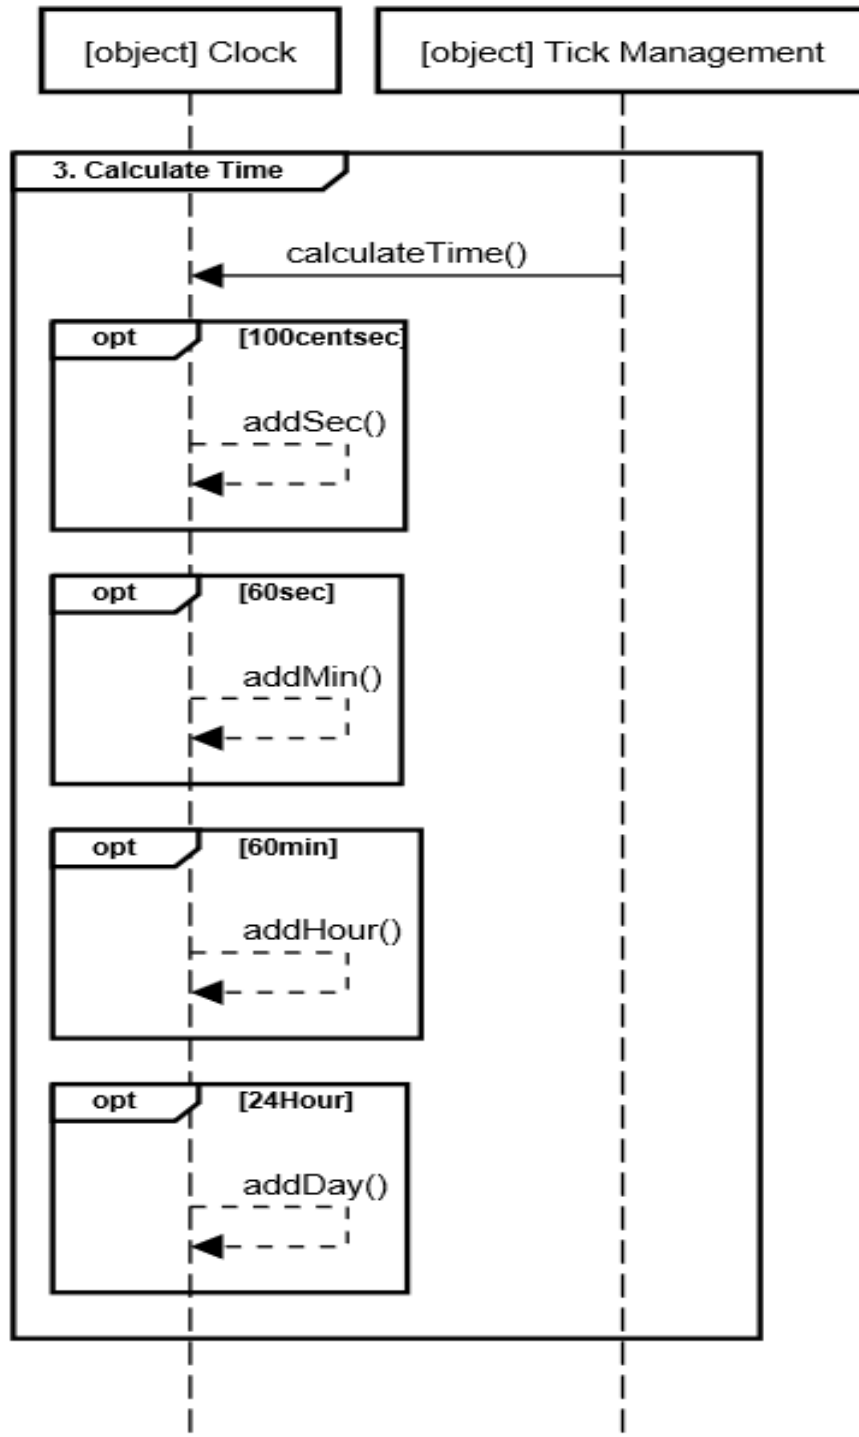 [object] Clock
[object] Tick Management
3. Calculate Time
calculateTime()
opt [100centsec]
addSec()
opt [60sec]
addMin()
opt [60min]
addHour()
opt [24Hour]
addDay()